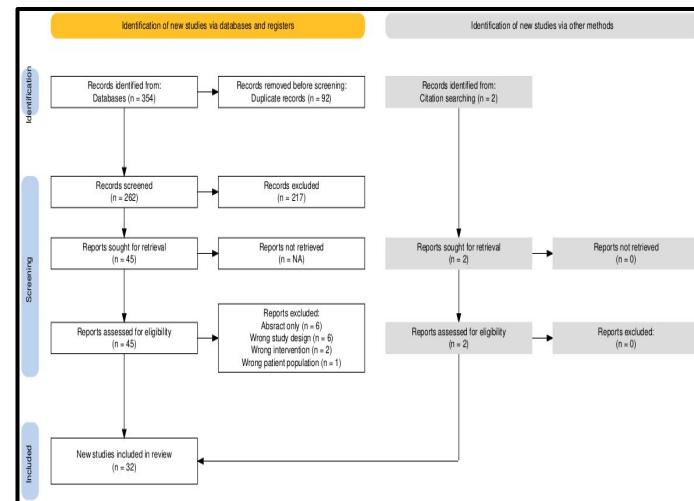 Identification of new studies via databases and registers
Identification of new studies via other methods
Identification
Records identified from:
Databases (n = 354)
Records removed before screening:
Duplicate records (n = 92)
Records identified from:
Citation searching (n = 2)
Screening
Records screened
(n = 262)
Records excluded
(n = 217)
Reports sought for retrieval
(n = 45)
Reports not retrieved
(n = NA)
Reports sought for retrieval
(n = 2)
Reports not retrieved
(n = 0)
Reports assessed for eligibility
(n = 45)
Reports excluded:
Absract only (n = 6)
Wrong study design (n = 6)
Wrong intervention (n = 2)
Wrong patient population (n = 1)
Reports assessed for eligibility
(n = 2)
Reports excluded:
(n = 0)
Included
New studies included in review
(n = 32)